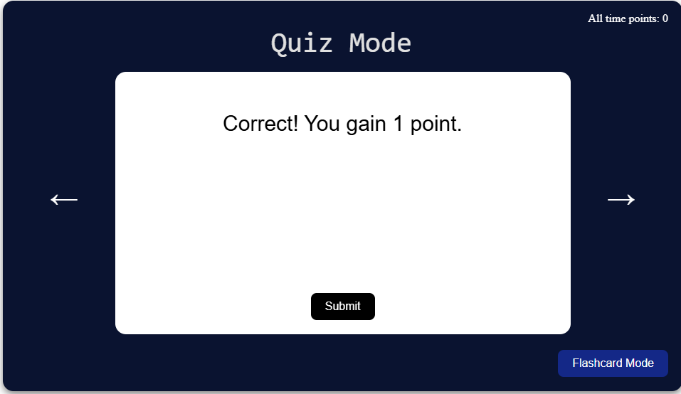 All time points: 0
Quiz Mode
Correct! You gain 1 point.
←
→
Submit
Flashcard Mode